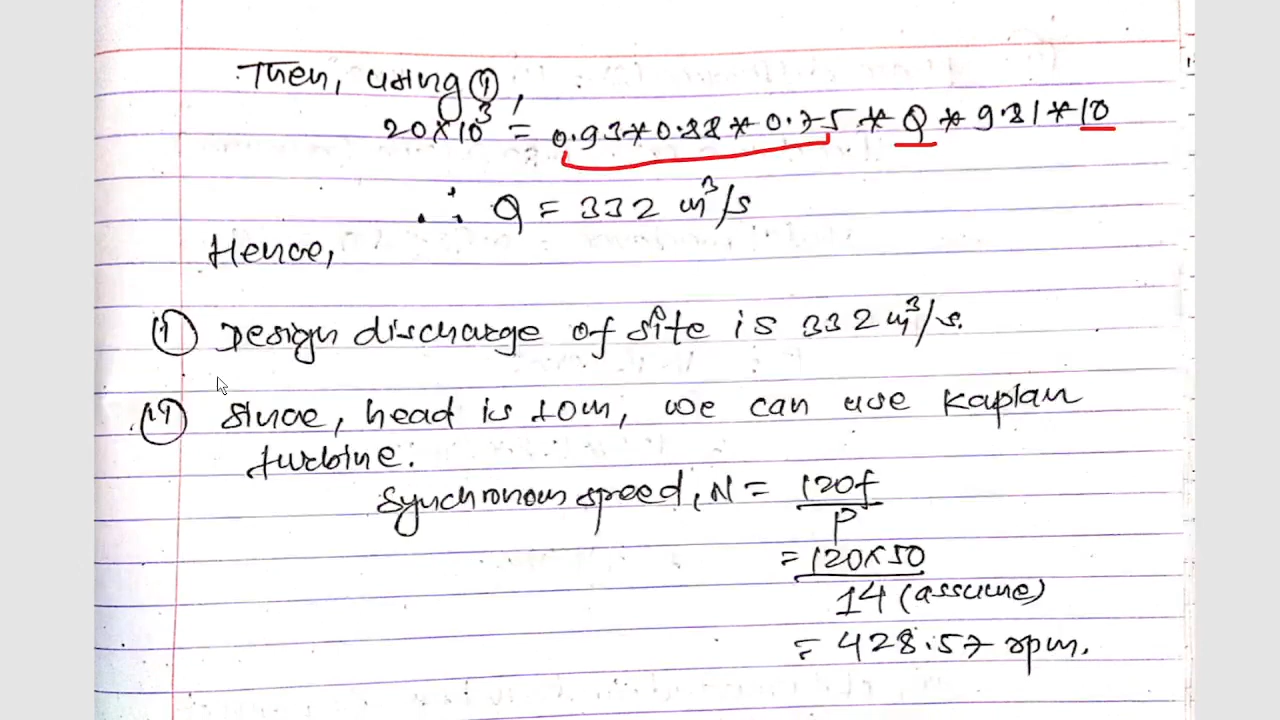 Then, using (i),
20×10³ = 0.93*0.88*0.75 * Q * 9.81*10
∴ Q = 332 m³/s
Hence,
(i) Design discharge of site is 332 m³/s.
(ii) Since, head is 10m, we can use Kaplan
turbine.
Synchronous speed, N = 120f/P
= 120×50/14 (assume)
= 428.57 rpm.